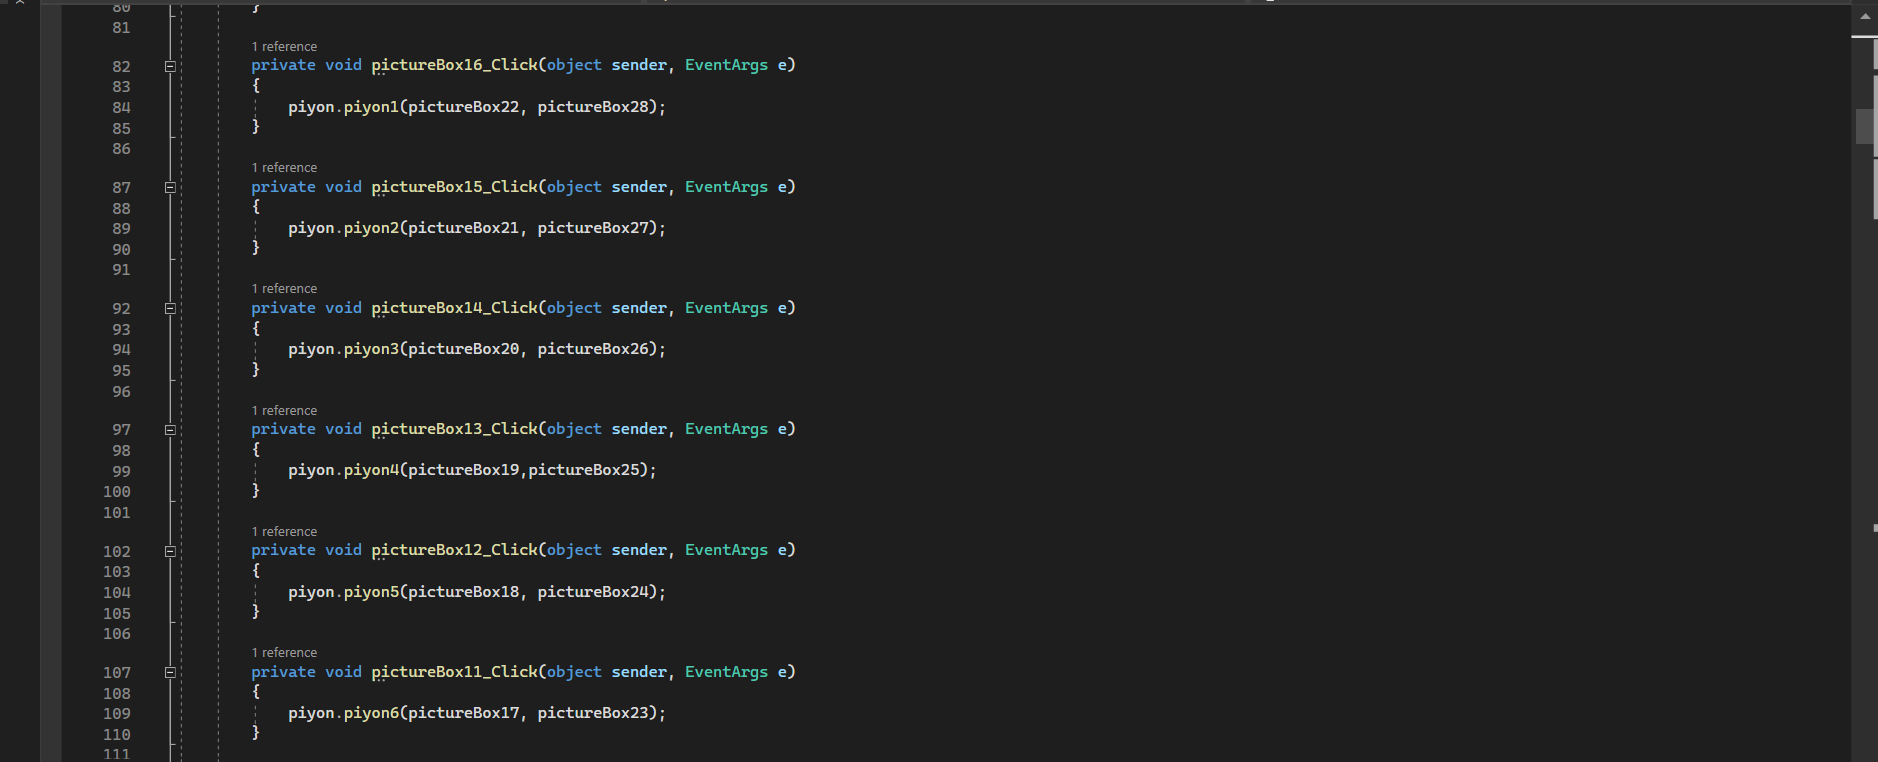 80 }
81
1 reference
82 private void pictureBox16_Click(object sender, EventArgs e)
83 {
84 piyon.piyon1(pictureBox22, pictureBox28);
85 }
86
1 reference
87 private void pictureBox15_Click(object sender, EventArgs e)
88 {
89 piyon.piyon2(pictureBox21, pictureBox27);
90 }
91
1 reference
92 private void pictureBox14_Click(object sender, EventArgs e)
93 {
94 piyon.piyon3(pictureBox20, pictureBox26);
95 }
96
1 reference
97 private void pictureBox13_Click(object sender, EventArgs e)
98 {
99 piyon.piyon4(pictureBox19,pictureBox25);
100 }
101
1 reference
102 private void pictureBox12_Click(object sender, EventArgs e)
103 {
104 piyon.piyon5(pictureBox18, pictureBox24);
105 }
106
1 reference
107 private void pictureBox11_Click(object sender, EventArgs e)
108 {
109 piyon.piyon6(pictureBox17, pictureBox23);
110 }
111